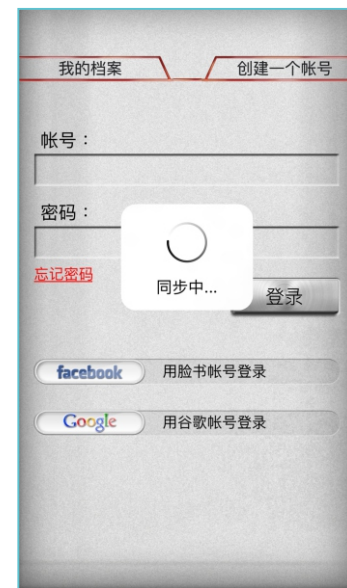 我的档案
创建一个帐号
帐号：
密码：
同步中...
忘记密码
登录
facebook 用脸书帐号登录
Google 用谷歌帐号登录